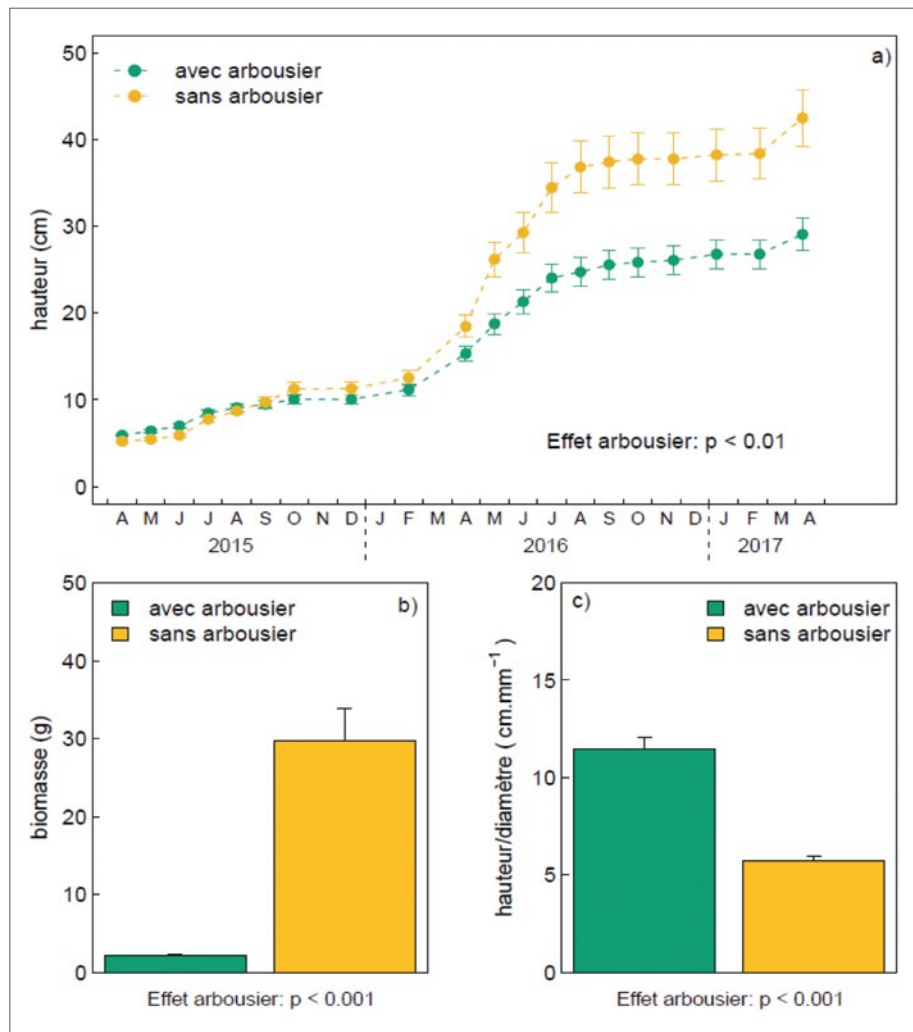 50
a)
avec arbousier
sans arbousier
40
30
20
10
0
hauteur (cm)
Effet arbousier: p < 0.01
A M J J A S O N D J F M A M J J A S O N D J F M A
2015 2016 2017
50
b)
avec arbousier
sans arbousier
40
30
20
10
0
biomasse (g)
Effet arbousier: p < 0.001
20
c)
avec arbousier
sans arbousier
15
10
5
0
hauteur/diamètre ( cm.mm⁻¹)
Effet arbousier: p < 0.001